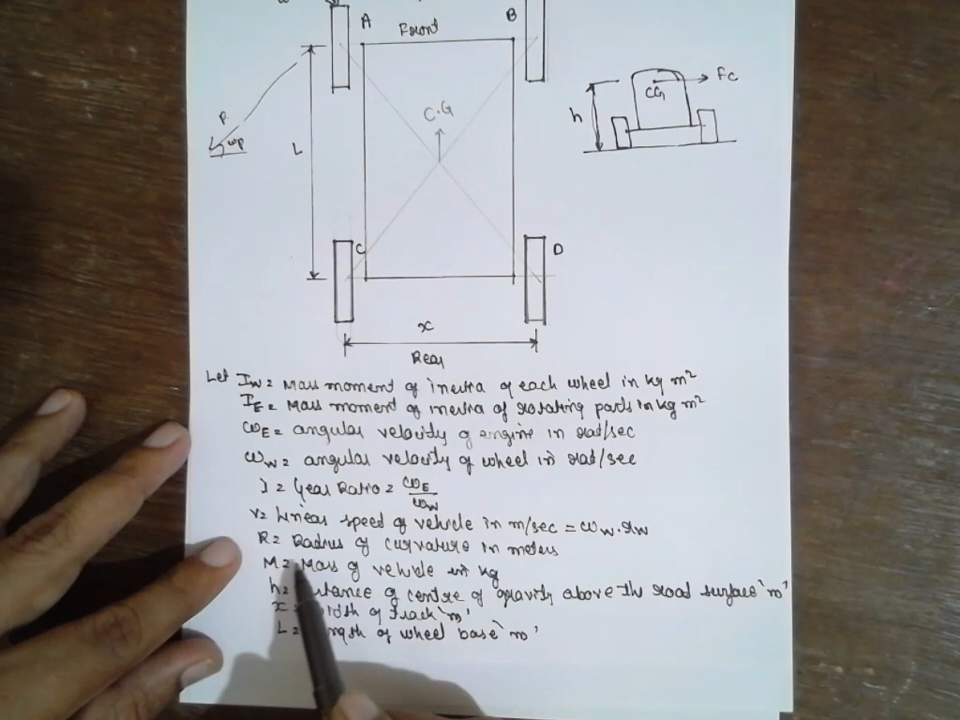 A
B
Front
Fc
CG
h
R
ωp
L
C.G
C
D
x
Rear
Let Iw = Mass moment of inertia of each wheel in kg m²
IE = Mass moment of inertia of rotating parts in kg m²
ωE = angular velocity of engine in rad/sec
ωw = angular velocity of wheel in rad/sec
Gear Ratio = ωE/ωw
v = Linear speed of vehicle in m/sec = ωw.rw
R = Radius of curvature in meters
M = Mass of vehicle in kg
h = of centre of gravity above the road surface 'm'
x = of track 'm'
L = of wheel base 'm'